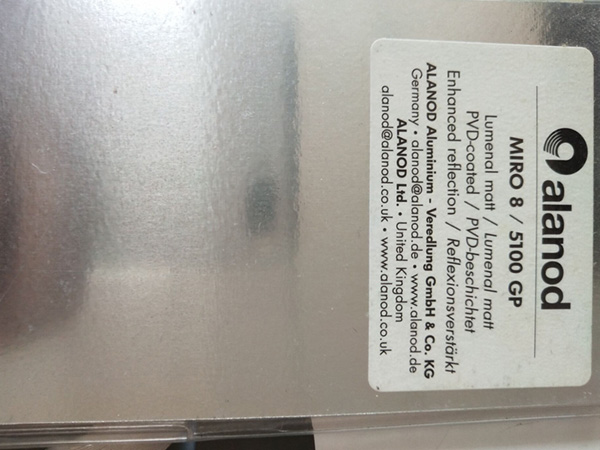 alanod
MIRO 8 / 5100 GP
Lumenal matt / Lumenal matt
PVD-coated / PVD-beschichtet
Enhanced reflection / Reflexionsverstärkt
ALANOD Aluminium - Veredlung GmbH & Co. KG
Germany • alanod@alanod.de • www.alanod.de
ALANOD Ltd. • United Kingdom
alanod@alanod.co.uk • www.alanod.co.uk